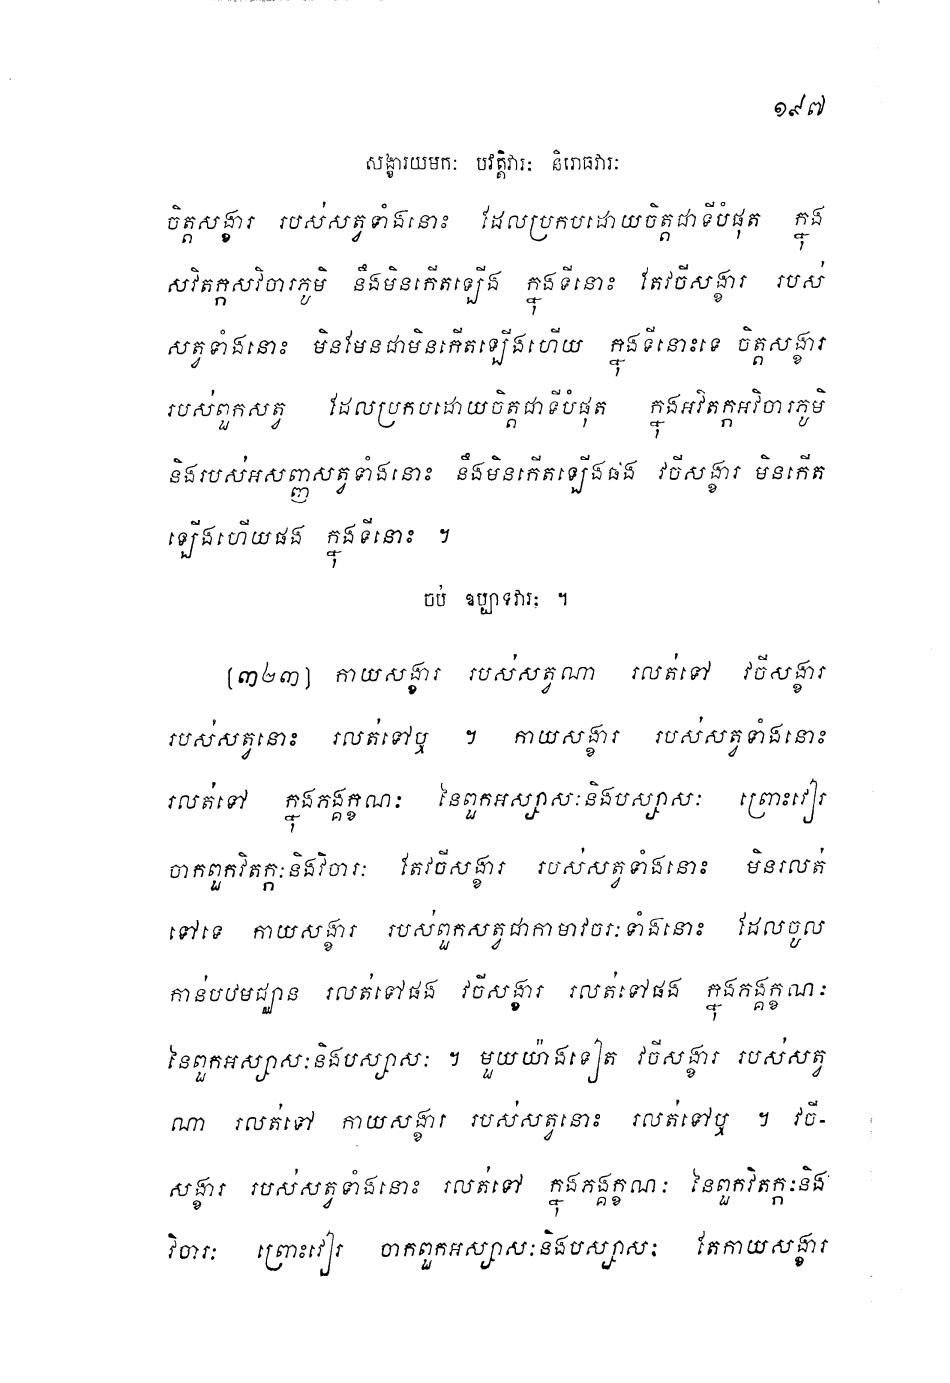 ១៩៧
សង្ខារយមកៈ បវត្តិវារៈ និរោធវារៈ
ចិត្តសង្ខារ របស់សត្វទាំងនោះ ដែលប្រកបដោយចិត្តជាទីបំផុត ក្នុង
សវិតក្កសវិចារភូមិ នឹងមិនកើតឡើង ក្នុងទីនោះ តែវចីសង្ខារ របស់
សត្វទាំងនោះ មិនមែនជាមិនកើតឡើងហើយ ក្នុងទីនោះទេ ចិត្តសង្ខារ
របស់ពួកសត្វ ដែលប្រកបដោយចិត្តជាទីបំផុត ក្នុងអវិតក្កអវិចារភូមិ
និងរបស់អសញ្ញសត្វទាំងនោះ នឹងមិនកើតឡើងផង វចីសង្ខារ មិនកើត
ឡើងហើយផង ក្នុងទីនោះ ។
ចប់ ឧប្បាទវារៈ ។
(៣២៣) កាយសង្ខារ របស់សត្វណា រលត់ទៅ វចីសង្ខារ
របស់សត្វនោះ រលត់ទៅឬ ។ កាយសង្ខារ របស់សត្វទាំងនោះ
រលត់ទៅ ក្នុងភង្គក្ខណៈ នៃពួកអស្សាសៈនិងបស្សាសៈ ព្រោះវៀរ
ចាកពួកវិតក្កៈនិងវិចារៈ តែវចីសង្ខារ របស់សត្វទាំងនោះ មិនរលត់
ទៅទេ កាយសង្ខារ របស់ពួកសត្វជាកាមាវចរៈទាំងនោះ ដែលចូល
កាន់បឋមជ្ឈាន រលត់ទៅផង វចីសង្ខារ រលត់ទៅផង ក្នុងភង្គក្ខណៈ
នៃពួកអស្សាសៈនិងបស្សាសៈ ។ មួយយ៉ាងទៀត វចីសង្ខារ របស់សត្វ
ណា រលត់ទៅ កាយសង្ខារ របស់សត្វនោះ រលត់ទៅឬ ។ វចី-
សង្ខារ របស់សត្វទាំងនោះ រលត់ទៅ ក្នុងភង្គក្ខណៈ នៃពួកវិតក្កៈនិង
វិចារៈ ព្រោះវៀរ ចាកពួកអស្សាសៈនិងបស្សាសៈ តែកាយសង្ខារ